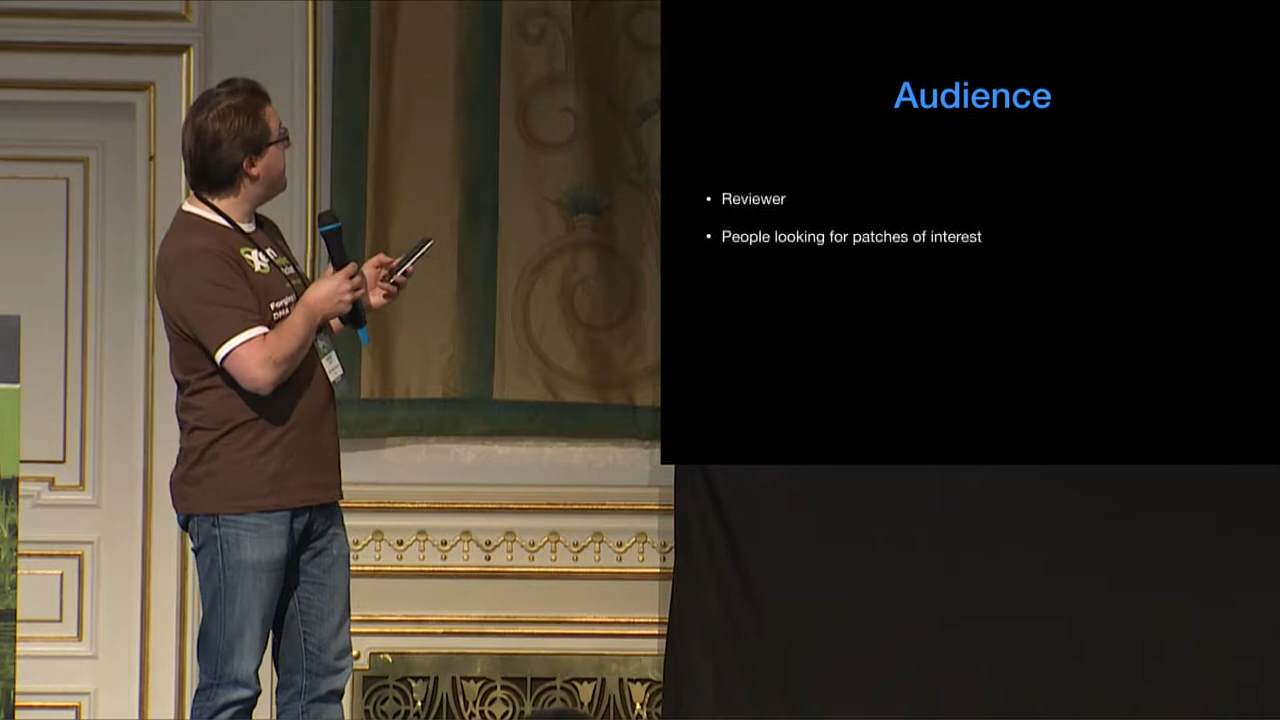 Audience
• Reviewer
• People looking for patches of interest